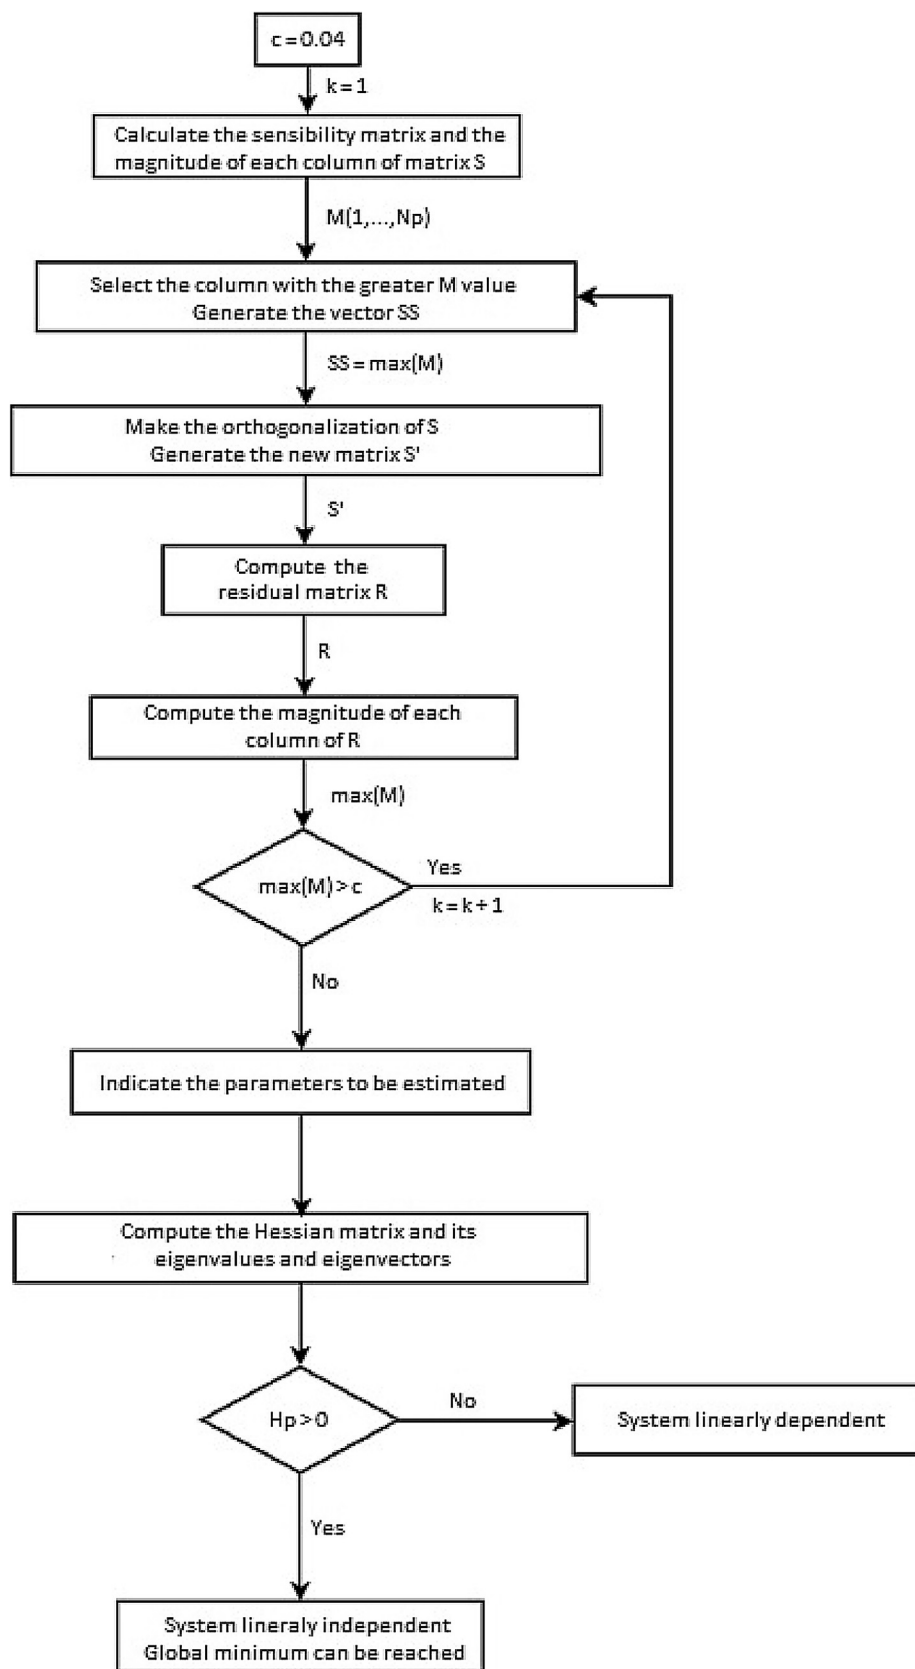 c = 0.04
k = 1
Calculate the sensibility matrix and the
magnitude of each column of matrix S
M(1,...,Np)
Select the column with the greater M value
Generate the vector SS
SS = max(M)
Make the orthogonalization of S
Generate the new matrix S'
S'
Compute the
residual matrix R
R
Compute the magnitude of each
column of R
max(M)
max(M) > c
Yes
k = k + 1
No
Indicate the parameters to be estimated
Compute the Hessian matrix and its
eigenvalues and eigenvectors
Hp > 0
No
System linearly dependent
Yes
System lineraly independent
Global minimum can be reached